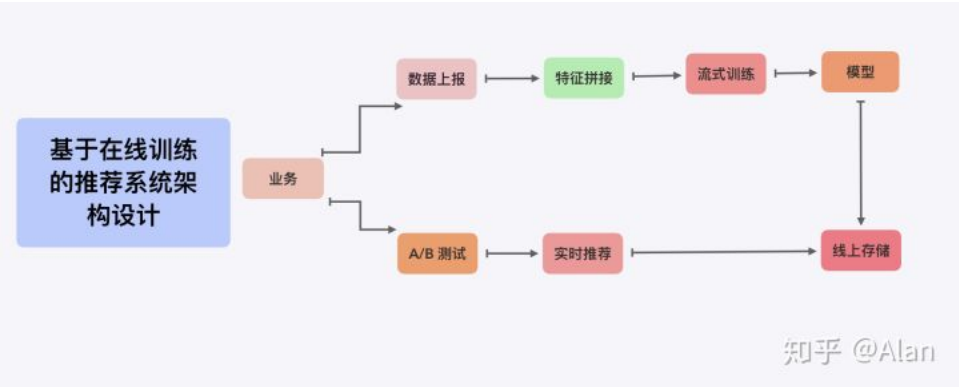 基于在线训练
的推荐系统架
构设计
业务
数据上报
特征拼接
流式训练
模型
A/B 测试
实时推荐
线上存储
知乎 @Alan